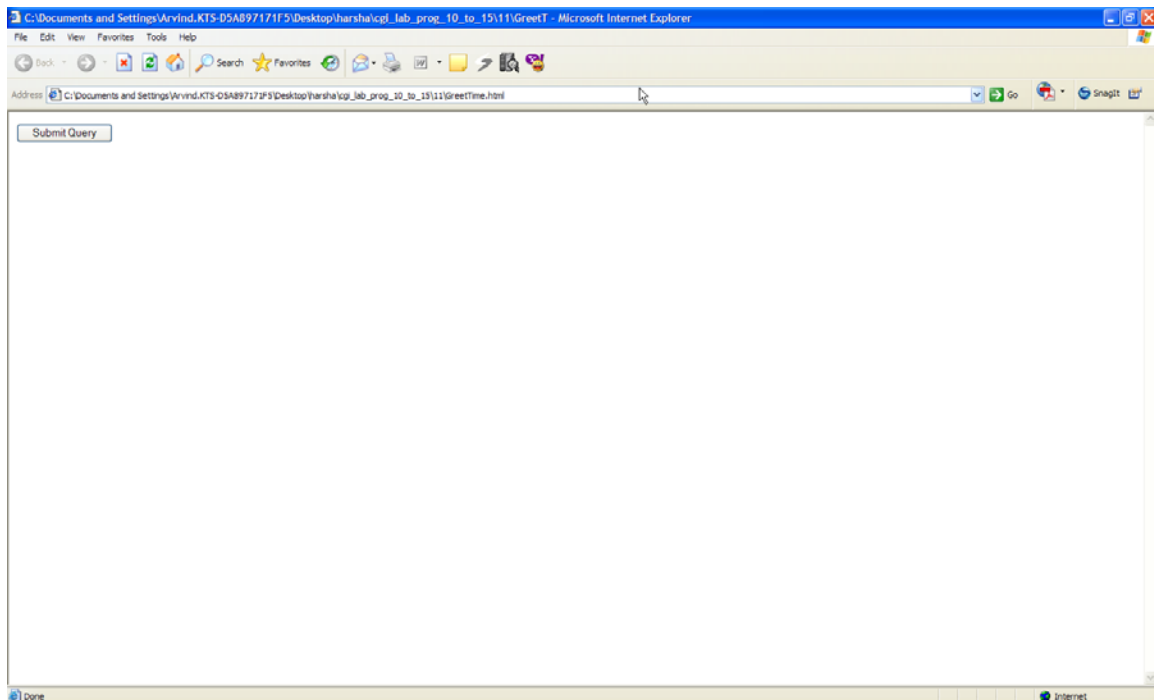 C:\Documents and Settings\Arvind.KTS-D5A897171F5\Desktop\harsha\cgi_lab_prog_10_to_15\11\GreetT - Microsoft Internet Explorer
File Edit View Favorites Tools Help
Back Search Favorites
Address C:\Documents and Settings\Arvind.KTS-D5A897171F5\Desktop\harsha\cgi_lab_prog_10_to_15\11\GreetTime.html Go SnagIt
Submit Query
Done Internet